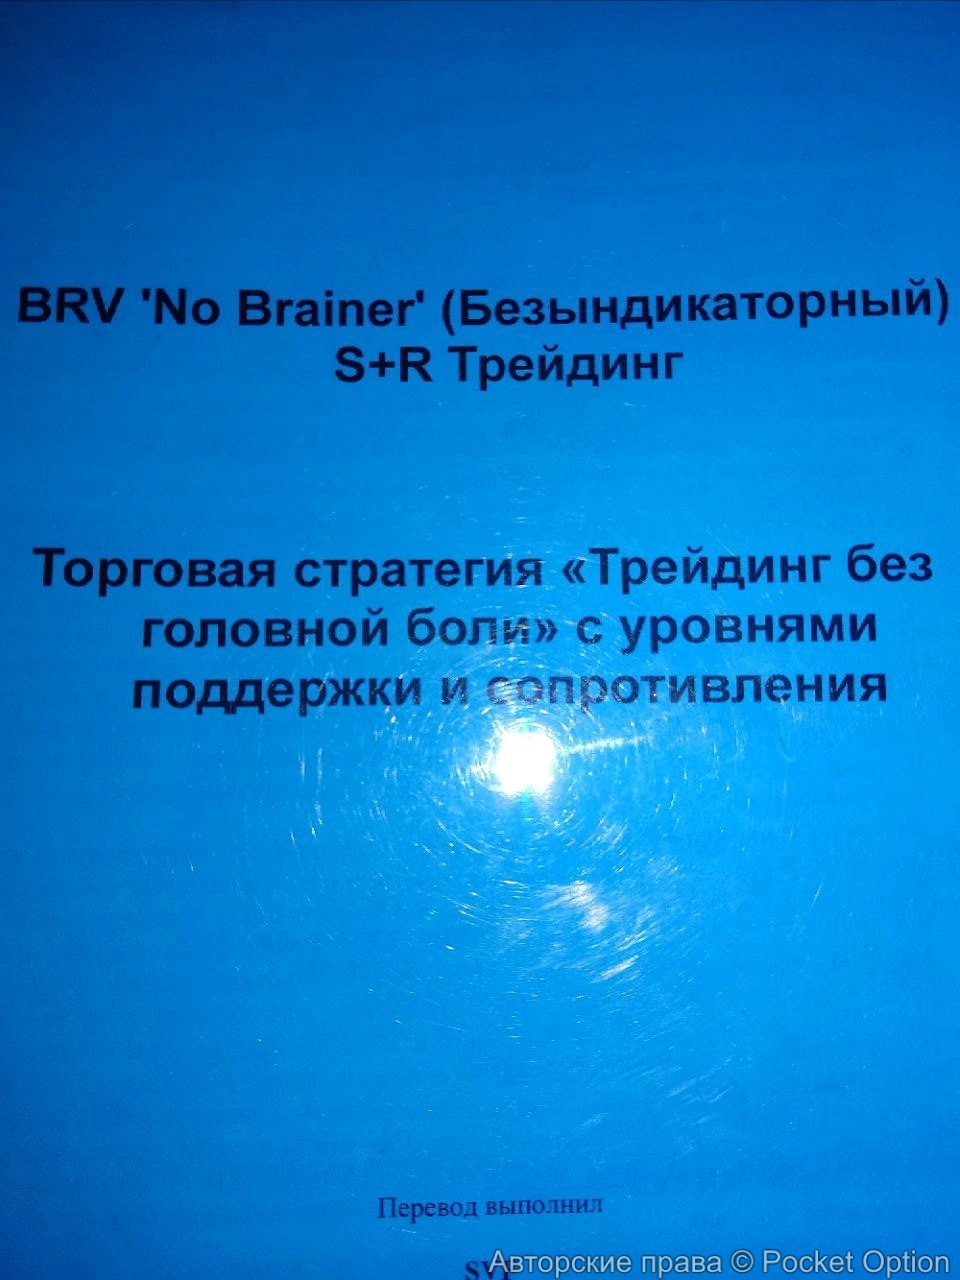 BRV 'No Brainer' (Безындикаторный)
S+R Трейдинг
Торговая стратегия «Трейдинг без
головной боли» с уровнями
поддержки и сопротивления
Перевод выполнил
Авторские права © Pocket Option